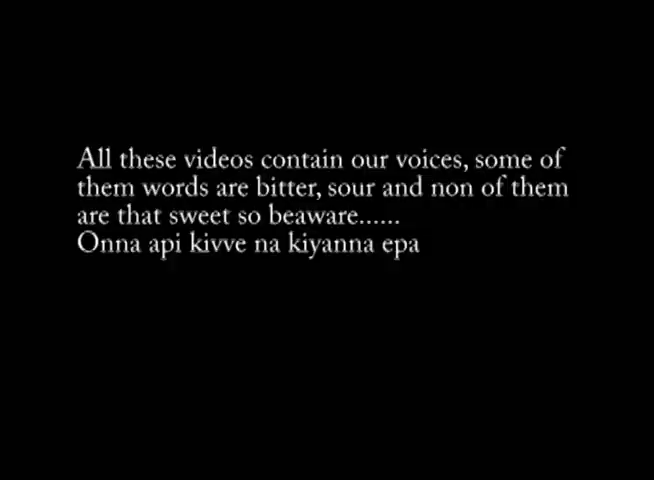 All these videos contain our voices, some of
them words are bitter, sour and non of them
are that sweet so beaware......
Onna api kivve na kiyanna epa